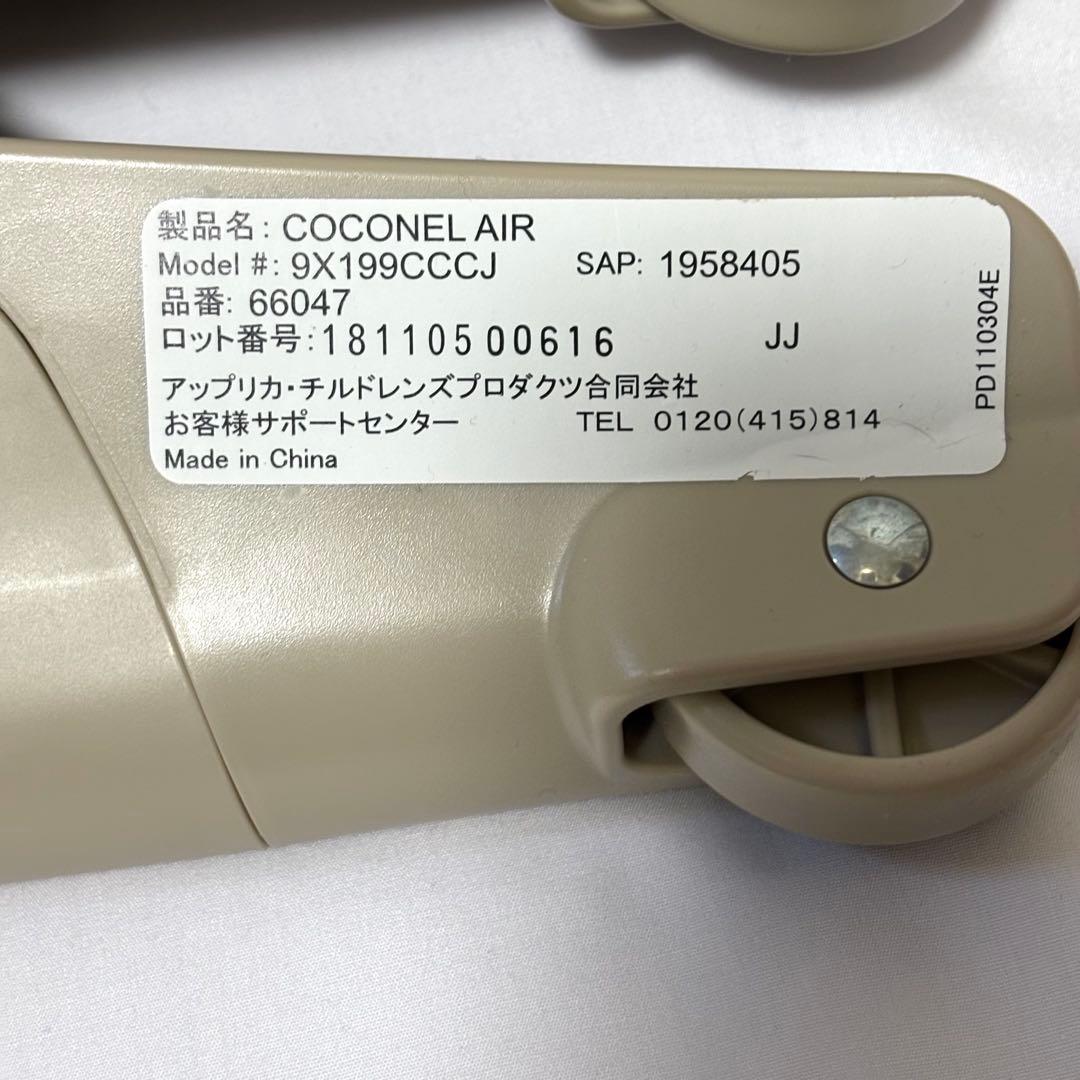 製品名: COCONEL AIR
Model #: 9X199CCCJ SAP: 1958405
品番: 66047
ロット番号:181105 00616 JJ
アップリカ・チルドレンズプロダクツ合同会社
お客様サポートセンター TEL 0120(415)814
Made in China
PD110304E